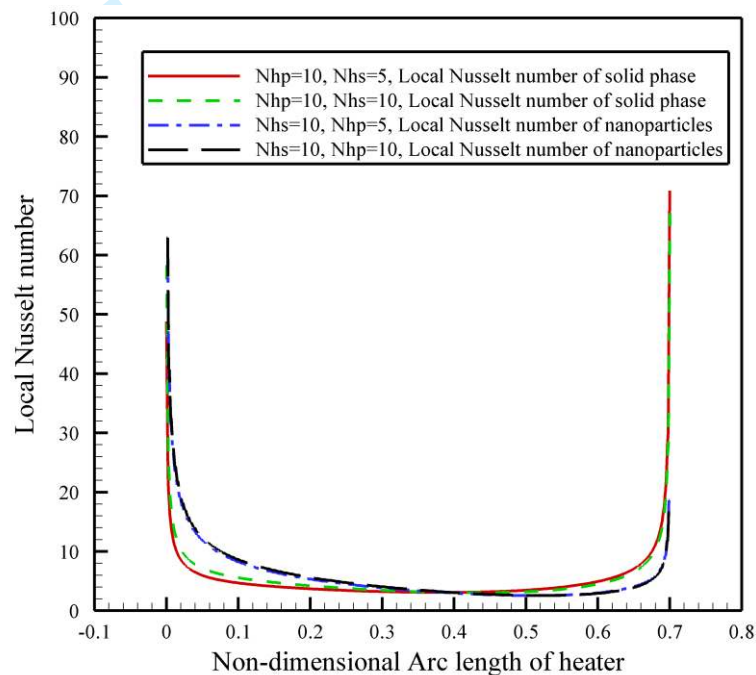 100
90
80
70
60
50
40
30
20
10
0
Local Nusselt number
Nhp=10, Nhs=5, Local Nusselt number of solid phase
Nhp=10, Nhs=10, Local Nusselt number of solid phase
Nhs=10, Nhp=5, Local Nusselt number of nanoparticles
Nhs=10, Nhp=10, Local Nusselt number of nanoparticles
-0.1 0 0.1 0.2 0.3 0.4 0.5 0.6 0.7 0.8
Non-dimensional Arc length of heater